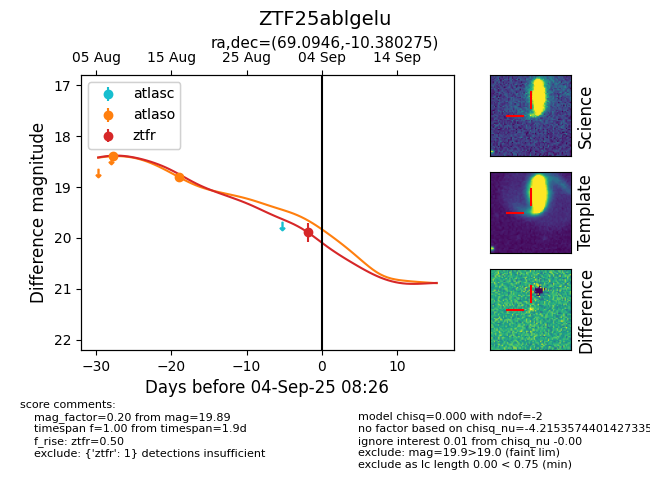 ZTF25ablgelu
ra,dec=(69.0946,-10.380275)
05 Aug 15 Aug 25 Aug 04 Sep 14 Sep
atlasc
atlaso
ztfr
17
18
19
20
21
22
Difference magnitude
−30 −20 −10 0 10
Days before 04-Sep-25 08:26
Science
Template
Difference
score comments:
mag_factor=0.20 from mag=19.89
timespan f=1.00 from timespan=1.9d
f_rise: ztfr=0.50
exclude: {'ztfr': 1} detections insufficient
model chisq=0.000 with ndof=-2
no factor based on chisq_nu=-4.2153574401427335
ignore interest 0.01 from chisq_nu -0.00
exclude: mag=19.9>19.0 (faint lim)
exclude as lc length 0.00 < 0.75 (min)